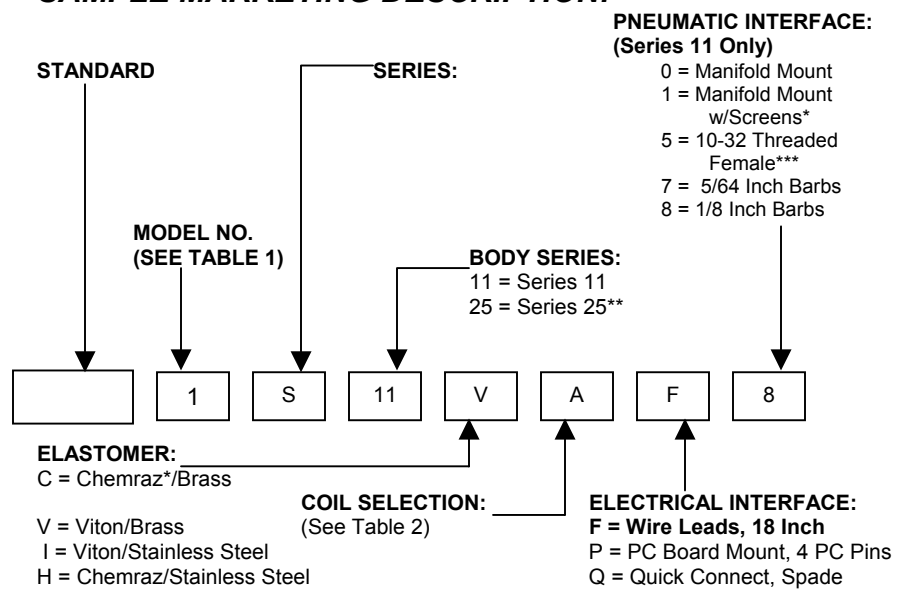 SAMPLE MARKETING DESCRIPTION:
PNEUMATIC INTERFACE:
(Series 11 Only)
0 = Manifold Mount
1 = Manifold Mount
w/Screens*
5 = 10-32 Threaded
Female***
7 = 5/64 Inch Barbs
8 = 1/8 Inch Barbs
STANDARD
SERIES:
MODEL NO.
(SEE TABLE 1)
BODY SERIES:
11 = Series 11
25 = Series 25**
1 S 11 V A F 8
ELASTOMER:
C = Chemraz*/Brass
V = Viton/Brass
I = Viton/Stainless Steel
H = Chemraz/Stainless Steel
COIL SELECTION:
(See Table 2)
ELECTRICAL INTERFACE:
F = Wire Leads, 18 Inch
P = PC Board Mount, 4 PC Pins
Q = Quick Connect, Spade